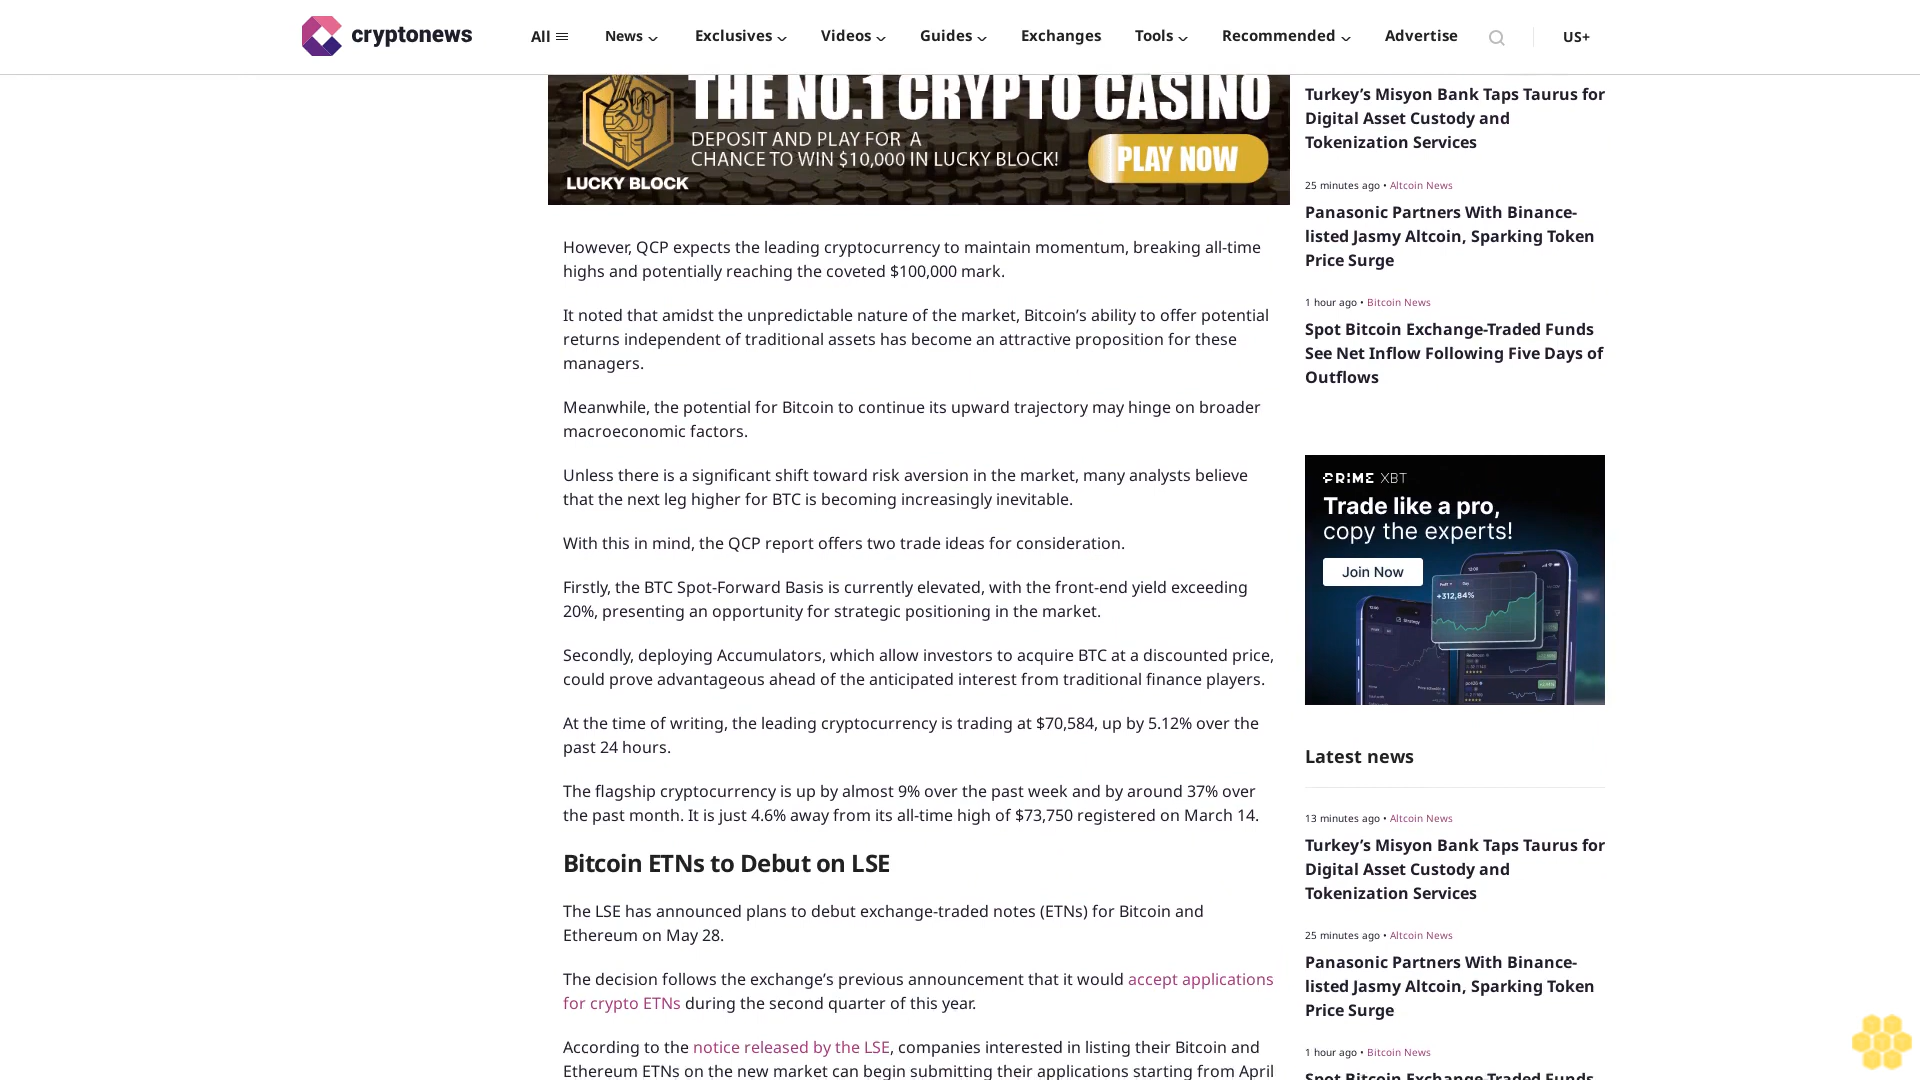 cryptonews
All
News
Exclusives
Videos
Guides
Exchanges
Tools
Recommended
Advertise
US+
THE NO.1 CRYPTO CASINO
DEPOSIT AND PLAY FOR A
CHANCE TO WIN $10,000 IN LUCKY BLOCK!
PLAY NOW
LUCKY BLOCK
However, QCP expects the leading cryptocurrency to maintain momentum, breaking all-time
highs and potentially reaching the coveted $100,000 mark.
It noted that amidst the unpredictable nature of the market, Bitcoin’s ability to offer potential
returns independent of traditional assets has become an attractive proposition for these
managers.
Meanwhile, the potential for Bitcoin to continue its upward trajectory may hinge on broader
macroeconomic factors.
Unless there is a significant shift toward risk aversion in the market, many analysts believe
that the next leg higher for BTC is becoming increasingly inevitable.
With this in mind, the QCP report offers two trade ideas for consideration.
Firstly, the BTC Spot-Forward Basis is currently elevated, with the front-end yield exceeding
20%, presenting an opportunity for strategic positioning in the market.
Secondly, deploying Accumulators, which allow investors to acquire BTC at a discounted price,
could prove advantageous ahead of the anticipated interest from traditional finance players.
At the time of writing, the leading cryptocurrency is trading at $70,584, up by 5.12% over the
past 24 hours.
The flagship cryptocurrency is up by almost 9% over the past week and by around 37% over
the past month. It is just 4.6% away from its all-time high of $73,750 registered on March 14.
Bitcoin ETNs to Debut on LSE
The LSE has announced plans to debut exchange-traded notes (ETNs) for Bitcoin and
Ethereum on May 28.
The decision follows the exchange’s previous announcement that it would accept applications
for crypto ETNs during the second quarter of this year.
According to the notice released by the LSE, companies interested in listing their Bitcoin and
Ethereum ETNs on the new market can begin submitting their applications starting from April
Turkey’s Misyon Bank Taps Taurus for
Digital Asset Custody and
Tokenization Services
25 minutes ago • Altcoin News
Panasonic Partners With Binance-
listed Jasmy Altcoin, Sparking Token
Price Surge
1 hour ago • Bitcoin News
Spot Bitcoin Exchange-Traded Funds
See Net Inflow Following Five Days of
Outflows
PRIME XBT
Trade like a pro,
copy the experts!
Join Now
+312,84%
Strategy
Latest news
13 minutes ago • Altcoin News
Turkey’s Misyon Bank Taps Taurus for
Digital Asset Custody and
Tokenization Services
25 minutes ago • Altcoin News
Panasonic Partners With Binance-
listed Jasmy Altcoin, Sparking Token
Price Surge
1 hour ago • Bitcoin News
Spot Bitcoin Exchange-Traded Funds